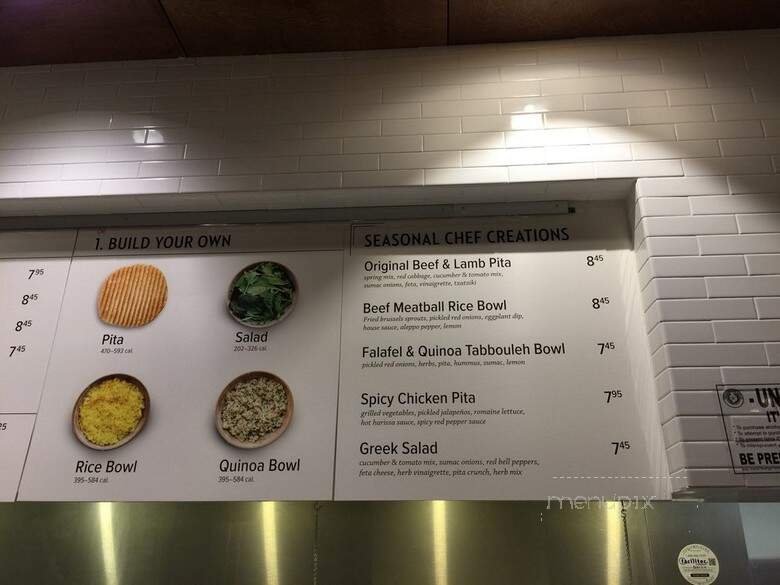 7.95
8.45
8.45
7.45
25
1. BUILD YOUR OWN
Pita
470–593 cal.
Salad
202–326 cal.
Rice Bowl
395–584 cal.
Quinoa Bowl
395–584 cal.
SEASONAL CHEF CREATIONS
Original Beef & Lamb Pita 8.45
spring mix, red cabbage, cucumber & tomato mix,
sumac onions, feta, vinaigrette, tzatziki
Beef Meatball Rice Bowl 8.45
Fried brussels sprouts, pickled red onions, eggplant dip,
house sauce, aleppo pepper, lemon
Falafel & Quinoa Tabbouleh Bowl 7.45
pickled red onions, herbs, pita, hummus, sumac, lemon
Spicy Chicken Pita 7.95
grilled vegetables, pickled jalapeños, romaine lettuce,
hot harissa sauce, spicy red pepper sauce
Greek Salad 7.45
cucumber & tomato mix, sumac onions, red bell peppers,
feta cheese, herb vinaigrette, pita crunch, herb mix
menupix
- UN
BE PRE